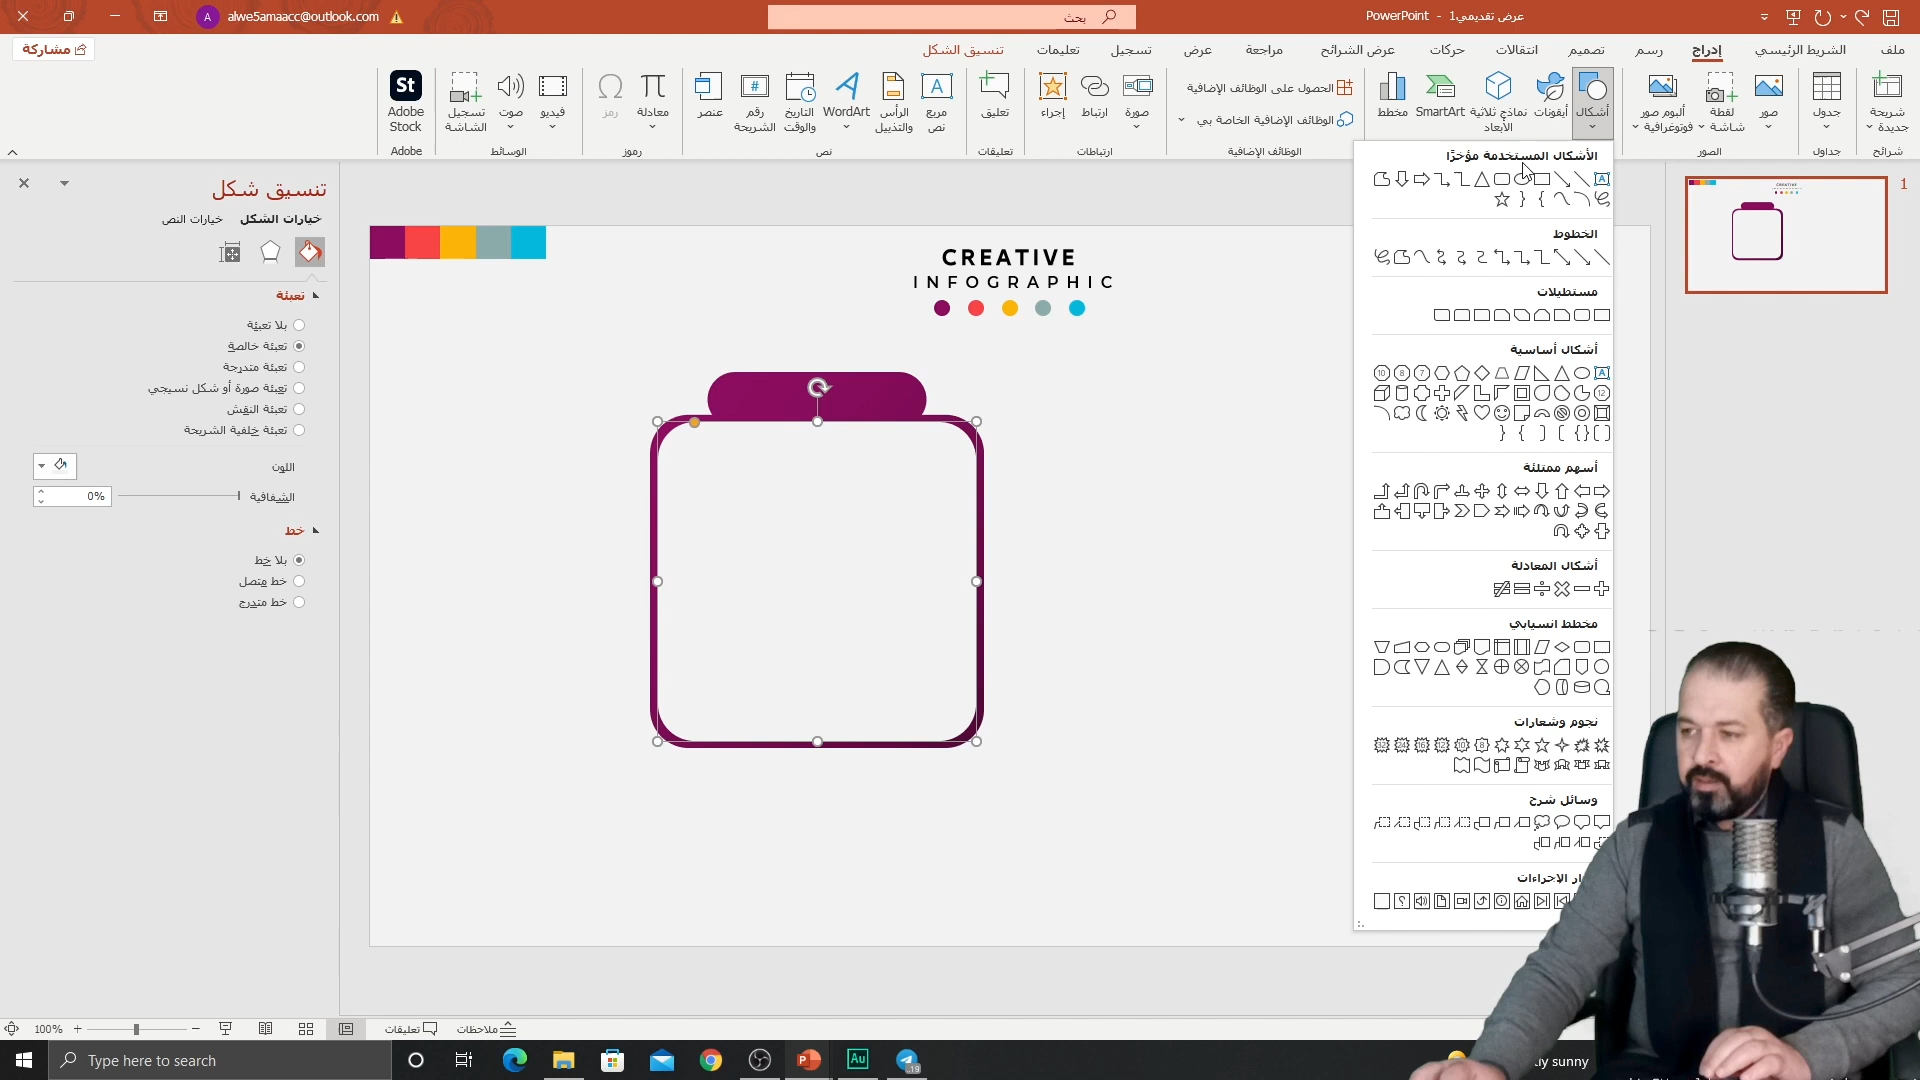 alwe5amaacc@outlook.com
بحث
عرض تقديمي1 - PowerPoint
ملف
الشريط الرئيسي
إدراج
رسم
تصميم
انتقالات
حركات
عرض الشرائح
مراجعة
عرض
تسجيل
تعليمات
تنسيق الشكل
مشاركة
شريحة جديدة
جدول
صور
لقطة شاشة
ألبوم صور فوتوغرافية
أشكال
أيقونات
نماذج ثلاثية الأبعاد
SmartArt
مخطط
الحصول على الوظائف الإضافية
الوظائف الإضافية الخاصة بي
صورة
ارتباط
إجراء
تعليق
مربع نص
الرأس والتذييل
WordArt
التاريخ والوقت
رقم الشريحة
عنصر
معادلة
رمز
فيديو
صوت
تسجيل الشاشة
Adobe Stock
شرائح
جداول
الصور
الوظائف الإضافية
ارتباطات
تعليقات
نص
رموز
الوسائط
Adobe
الأشكال المستخدمة مؤخرًا
الخطوط
مستطيلات
أشكال أساسية
أسهم ممتلئة
أشكال المعادلة
مخطط انسيابي
نجوم وشعارات
وسائل شرح
الإجراءات
1
CREATIVE
INFOGRAPHIC
تنسيق شكل
خيارات الشكل
خيارات النص
تعبئة
بلا تعبئة
تعبئة خالصة
تعبئة متدرجة
تعبئة صورة أو شكل نسيجي
تعبئة النقش
تعبئة خلفية الشريحة
اللون
الشفافية
0%
خط
بلا خط
خط متصل
خط متدرج
ملاحظات
تعليقات
100%
Type here to search
sunny